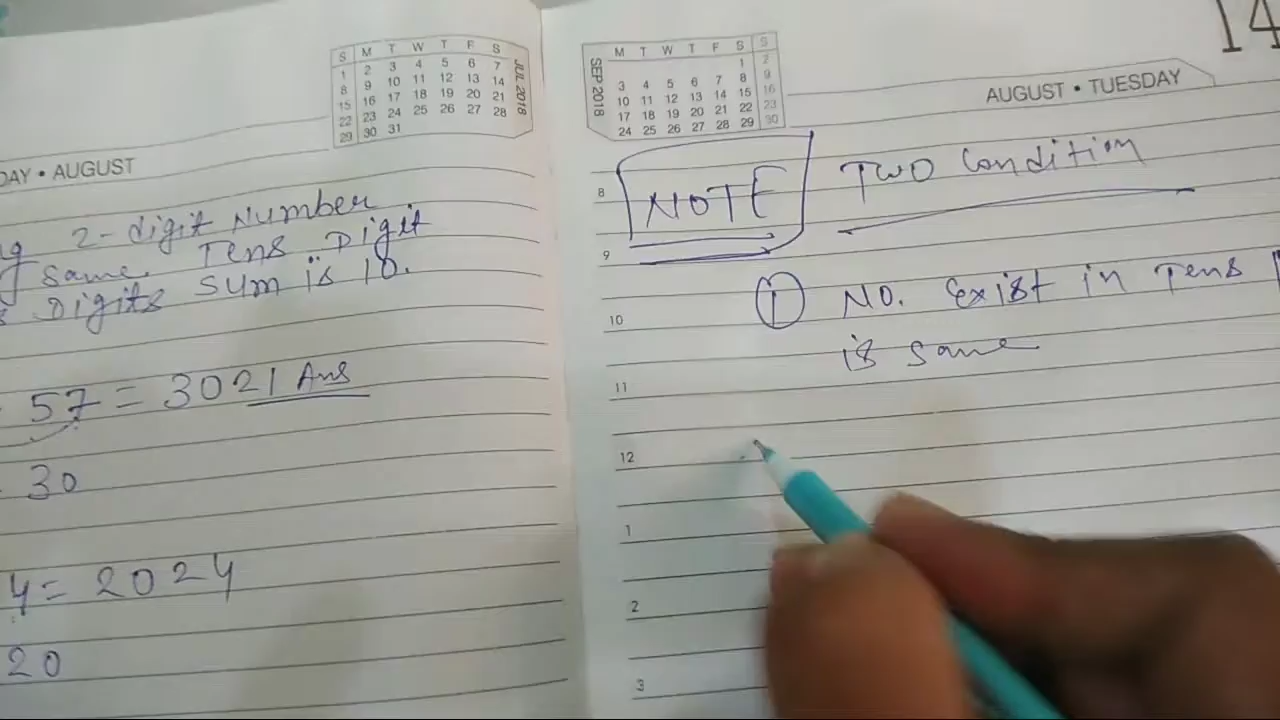 S M T W T F S
1 2 3 4 5 6 7
8 9 10 11 12 13 14
15 16 17 18 19 20 21
22 23 24 25 26 27 28
29 30 31
JUL 2018
DAY • AUGUST
2-digit Number
same Tens Digit
Digits sum is 10.
57 = 3021 Ans
30
4 = 2024
20
14
SEP 2018
M T W T F S S
1 2
3 4 5 6 7 8 9
10 11 12 13 14 15 16
17 18 19 20 21 22 23
24 25 26 27 28 29 30
AUGUST • TUESDAY
8
NOTE Two Condition
9
1 NO. Exist in Tens
10
is same
11
12
1
2
3